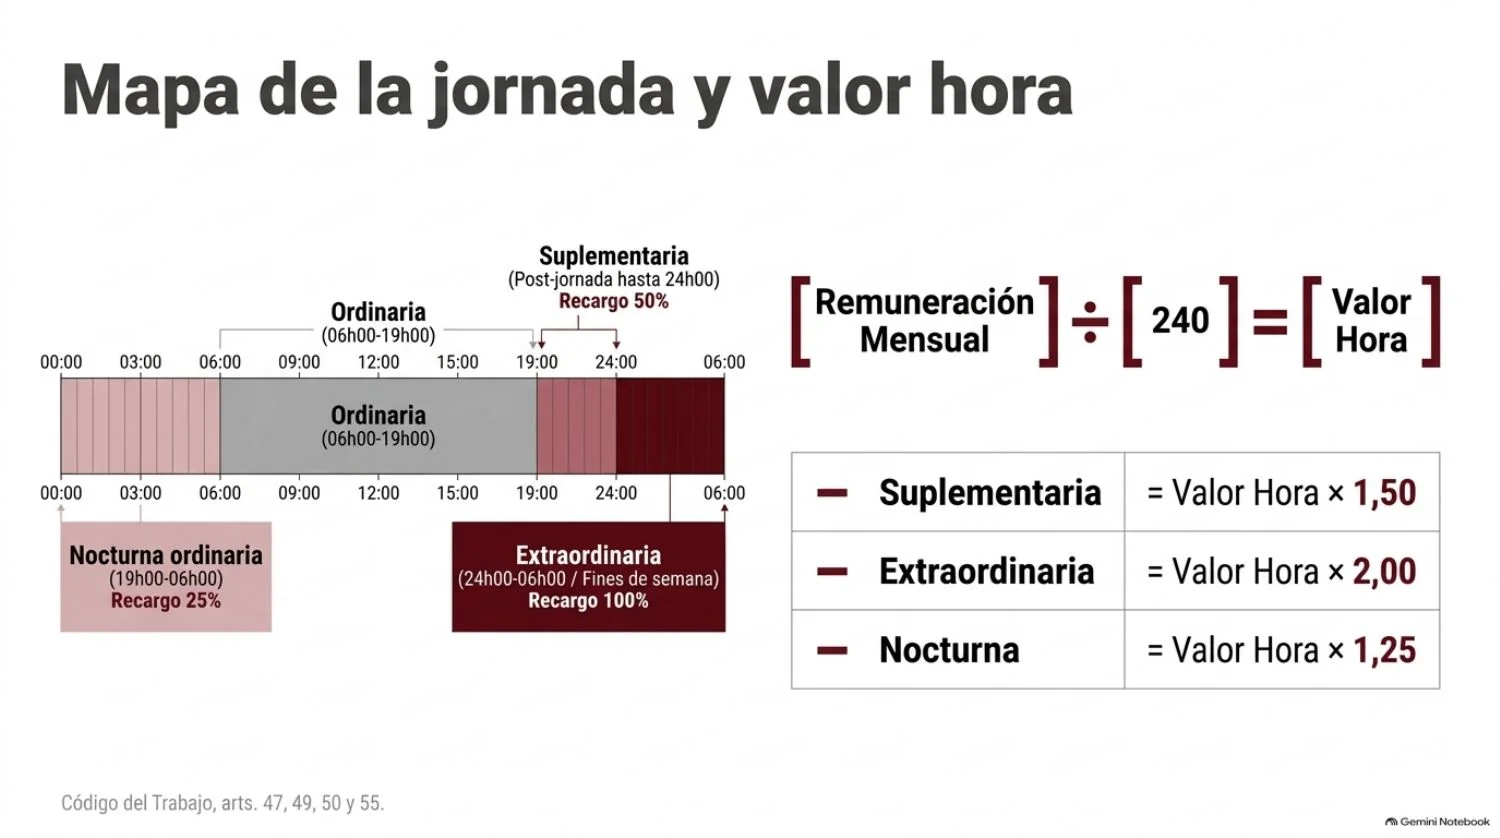 Mapa de la jornada y valor hora
Suplementaria
(Post-jornada hasta 24h00)
Recargo 50%
Ordinaria
(06h00-19h00)
00:00 03:00 06:00 09:00 12:00 15:00 19:00 24:00 06:00
Ordinaria
(06h00-19h00)
00:00 03:00 06:00 09:00 12:00 15:00 19:00 24:00 06:00
Nocturna ordinaria
(19h00-06h00)
Recargo 25%
Extraordinaria
(24h00-06h00 / Fines de semana)
Recargo 100%
[Remuneración
Mensual] ÷ [240] = [Valor
Hora]
– Suplementaria = Valor Hora × 1,50
– Extraordinaria = Valor Hora × 2,00
– Nocturna = Valor Hora × 1,25
Código del Trabajo, arts. 47, 49, 50 y 55.
Gemini Notebook